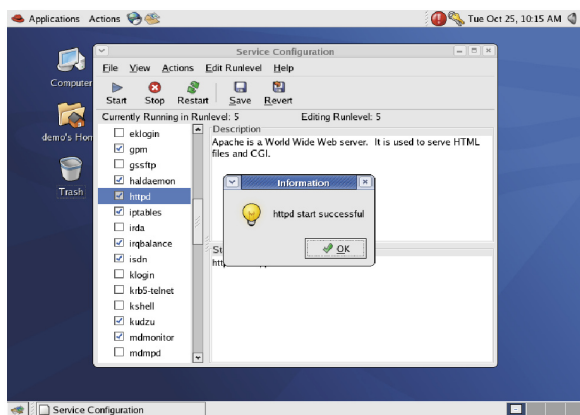 Applications Actions Tue Oct 25, 10:15 AM
Service Configuration
File View Actions Edit Runlevel Help
Computer
Start Stop Restart Save Revert
Currently Running in Runlevel: 5 Editing Runlevel: 5
demo's Hom
Trash
eklogin
gpm
gssftp
haldaemon
httpd
iptables
irda
irqbalance
isdn
klogin
krb5-telnet
kshell
kudzu
mdmonitor
mdmpd
Description
Apache is a World Wide Web server. It is used to serve HTML
files and CGI.
Information
httpd start successful
OK
St
Service Configuration